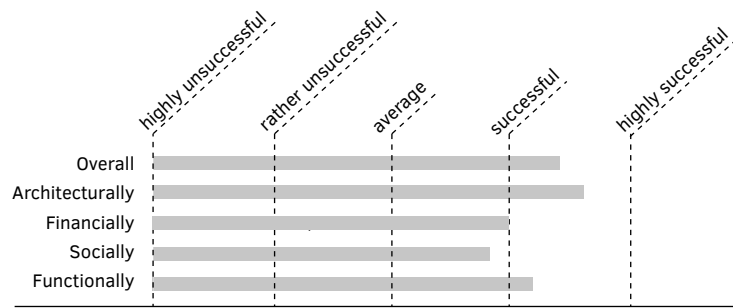 highly unsuccessful
rather unsuccessful
average
successful
highly successful
Overall
Architecturally
Financially
Socially
Functionally